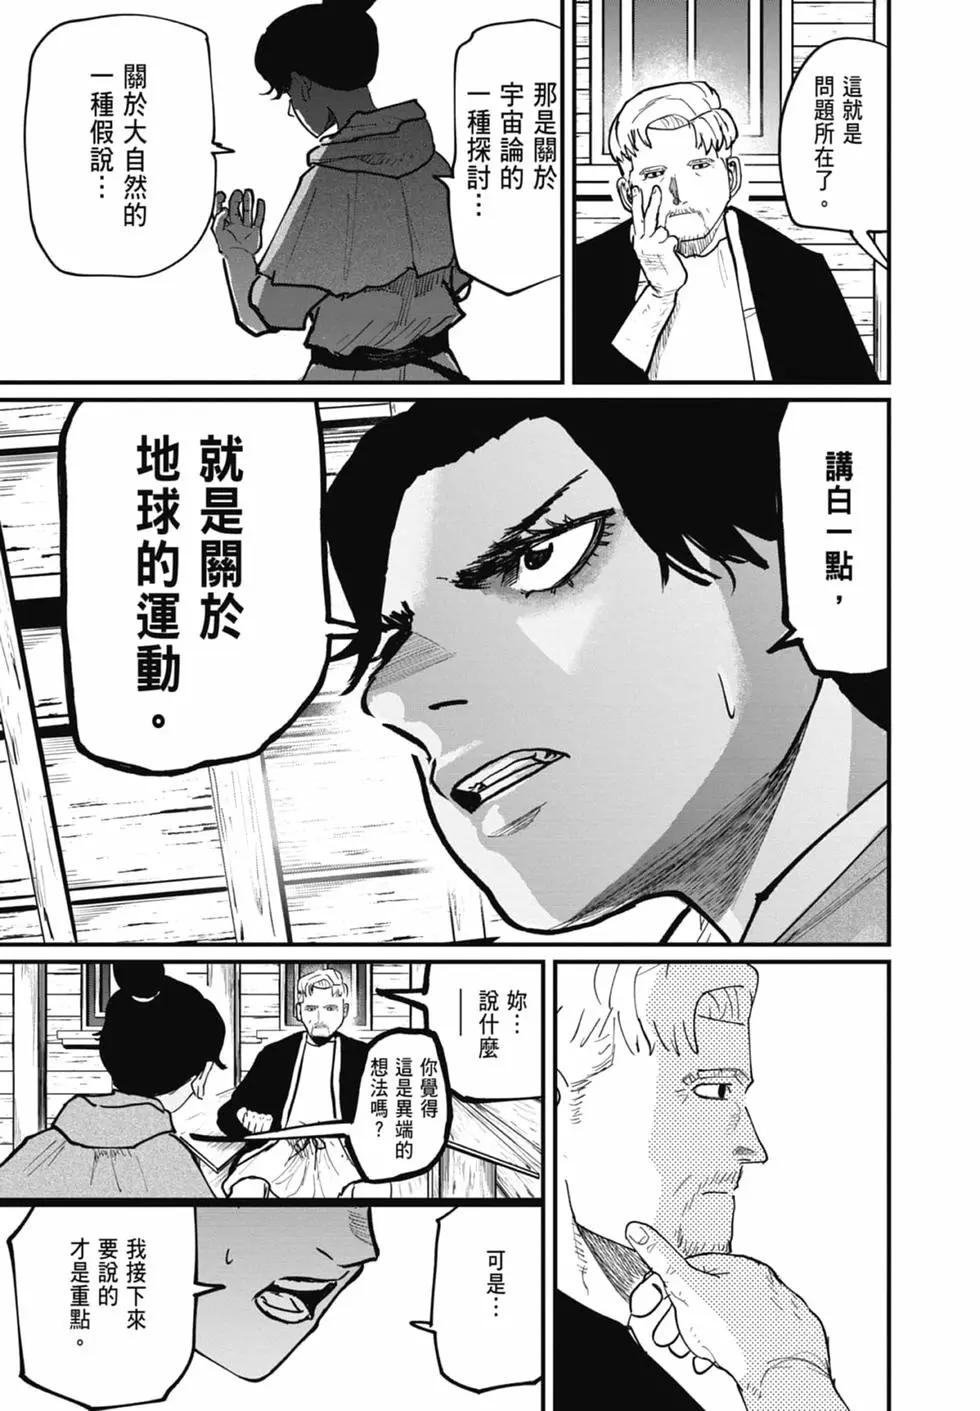 這就是
問題所在了。
那是關於
宇宙論的
一種探討…
關於大自然的
一種假說…
講白一點，
就是關於
地球的運動。
妳…
說什麼
──
你覺得
這是異端的
想法嗎？
可是…
我接下來
要說的
才是重點。